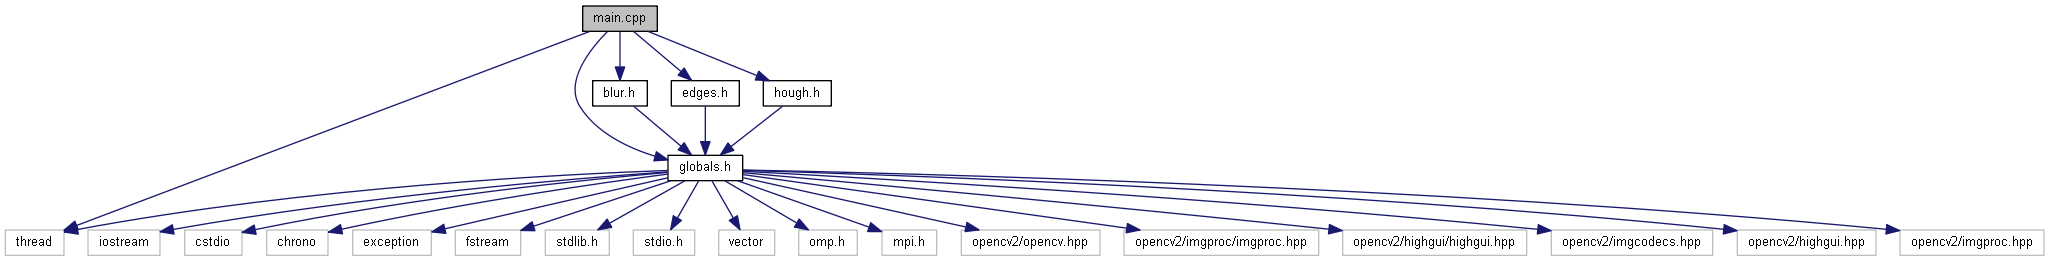 main.cpp
blur.h
edges.h
hough.h
globals.h
thread
iostream
cstdio
chrono
exception
fstream
stdlib.h
stdio.h
vector
omp.h
mpi.h
opencv2/opencv.hpp
opencv2/imgproc/imgproc.hpp
opencv2/highgui/highgui.hpp
opencv2/imgcodecs.hpp
opencv2/highgui.hpp
opencv2/imgproc.hpp